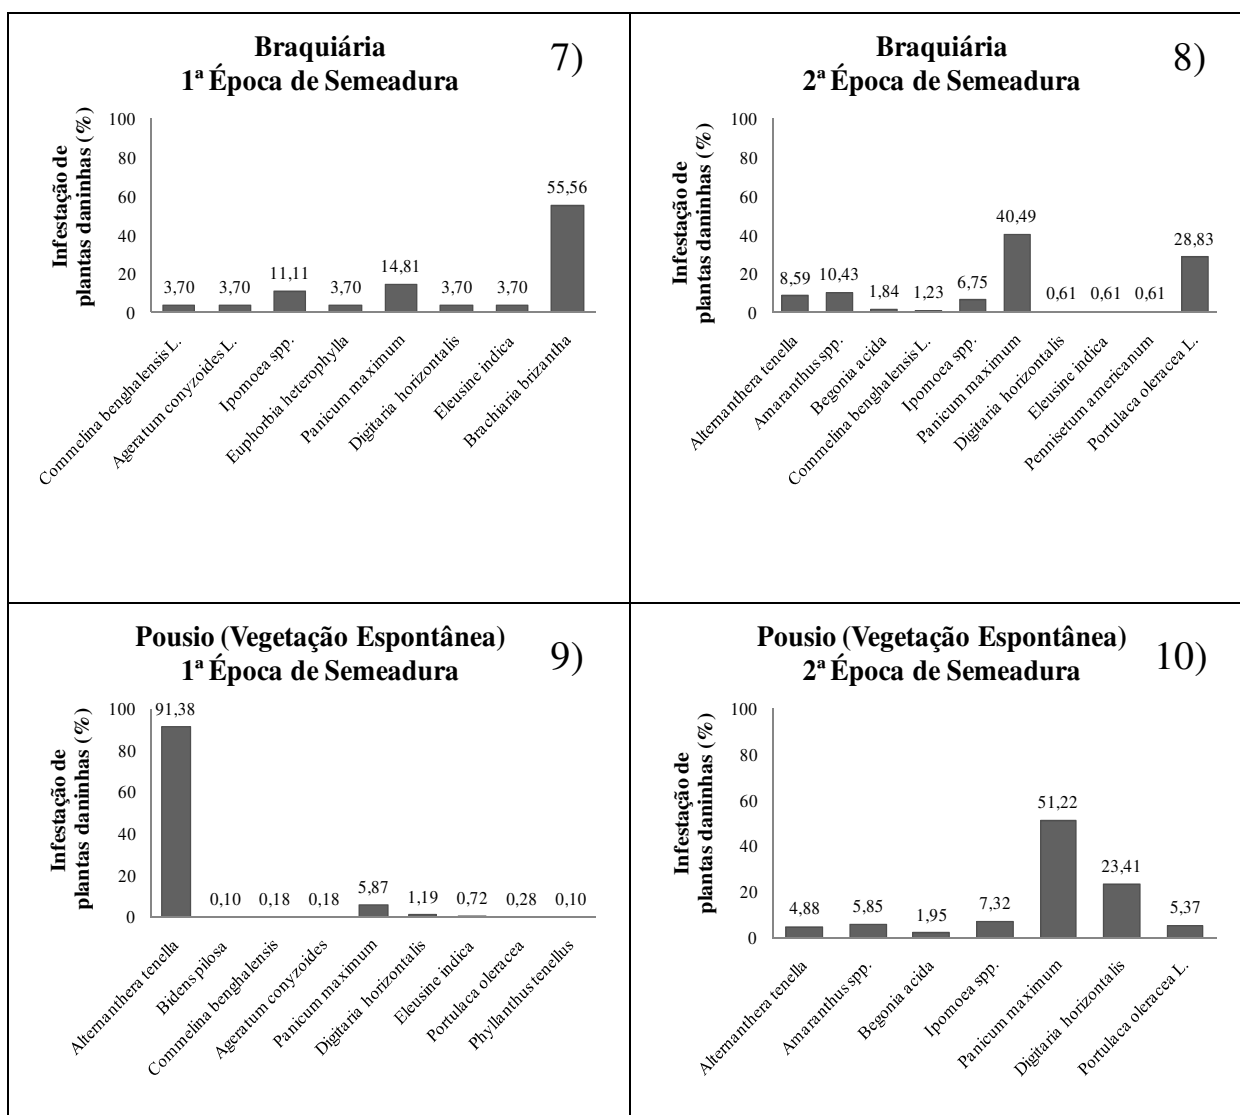 Braquiária
1ª Época de Semeadura
7)
Infestação de
plantas daninhas (%)
100
80
60
40
20
0
3,70
3,70
11,11
3,70
14,81
3,70
3,70
55,56
Commelina benghalensis L.
Ageratum conyzoides L.
Ipomoea spp.
Euphorbia heterophylla
Panicum maximum
Digitaria horizontalis
Eleusine indica
Brachiaria brizantha
Braquiária
2ª Época de Semeadura
8)
Infestação de
plantas daninhas (%)
100
80
60
40
20
0
8,59
10,43
1,84
1,23
6,75
40,49
0,61
0,61
0,61
28,83
Alternanthera tenella
Amaranthus spp.
Begonia acida
Commelina benghalensis L.
Ipomoea spp.
Panicum maximum
Digitaria horizontalis
Eleusine indica
Pennisetum americanum
Portulaca oleracea L.
Pousio (Vegetação Espontânea)
1ª Época de Semeadura
9)
Infestação de
plantas daninhas (%)
100
80
60
40
20
0
91,38
0,10
0,18
0,18
5,87
1,19
0,72
0,28
0,10
Alternanthera tenella
Bidens pilosa
Commelina benghalensis
Ageratum conyzoides
Panicum maximum
Digitaria horizontalis
Eleusine indica
Portulaca oleracea
Phyllanthus tenellus
Pousio (Vegetação Espontânea)
2ª Época de Semeadura
10)
Infestação de
plantas daninhas (%)
100
80
60
40
20
0
4,88
5,85
1,95
7,32
51,22
23,41
5,37
Alternanthera tenella
Amaranthus spp.
Begonia acida
Ipomoea spp.
Panicum maximum
Digitaria horizontalis
Portulaca oleracea L.